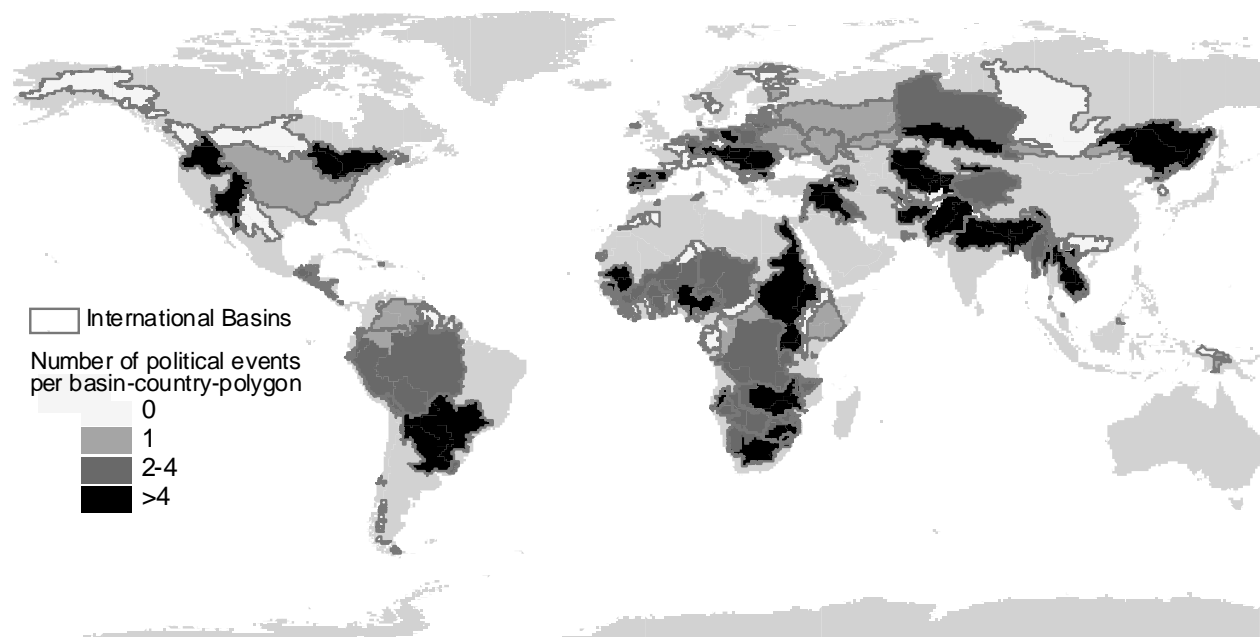 International Basins
Number of political events
per basin-country-polygon
0
1
2-4
>4